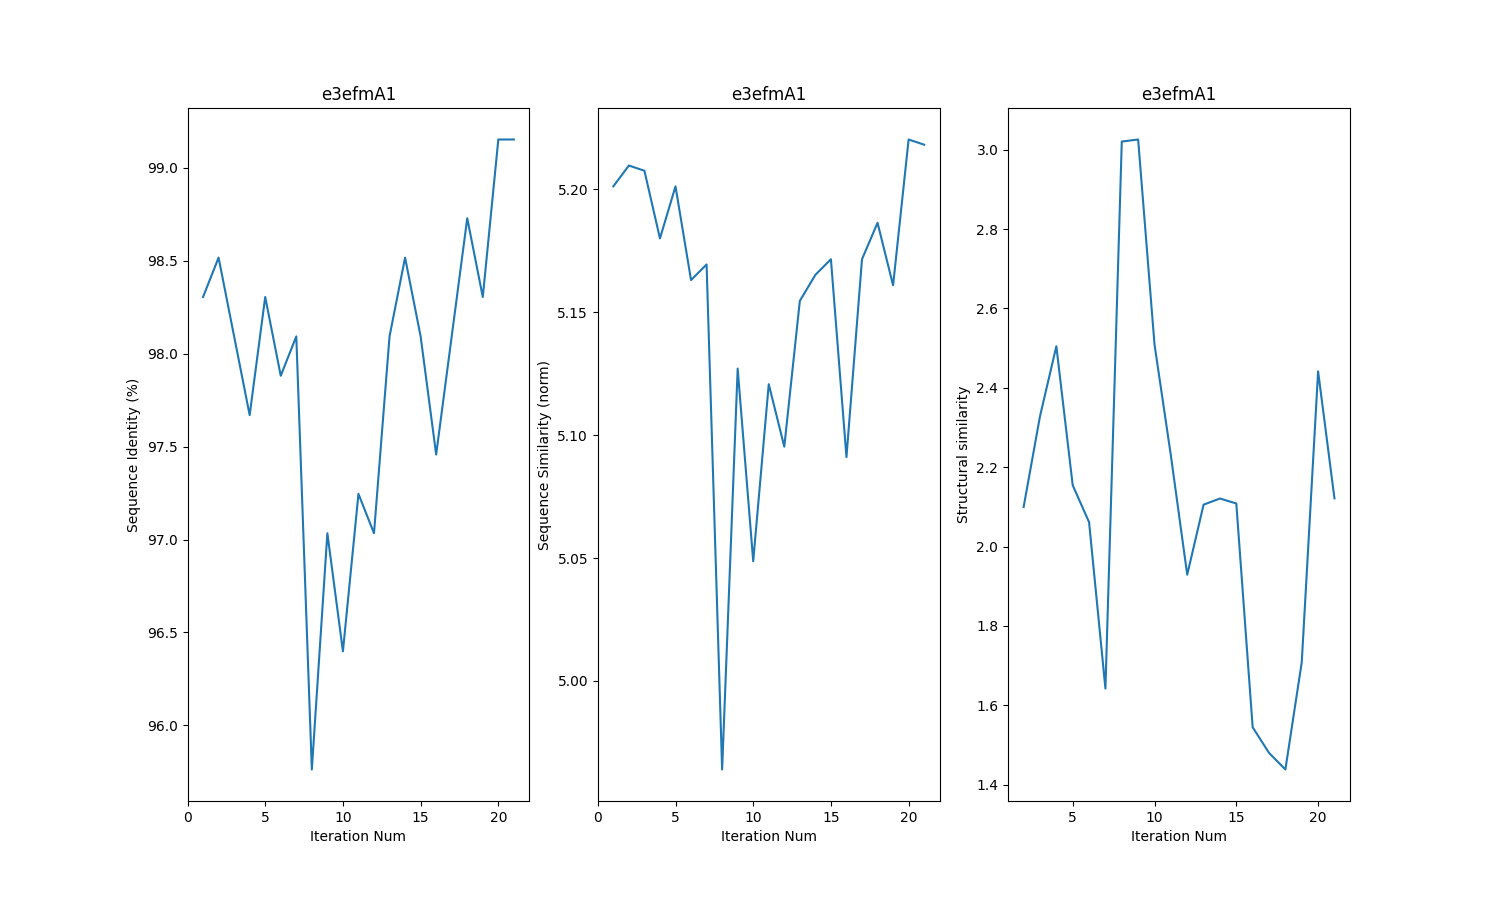 e3efmA1
Sequence Identity (%)
99.0
98.5
98.0
97.5
97.0
96.5
96.0
0 5 10 15 20
Iteration Num
e3efmA1
Sequence Similarity (norm)
5.20
5.15
5.10
5.05
5.00
0 5 10 15 20
Iteration Num
e3efmA1
Structural similarity
3.0
2.8
2.6
2.4
2.2
2.0
1.8
1.6
1.4
5 10 15 20
Iteration Num